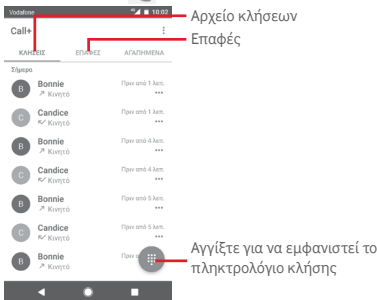 Vodafone 10:02
Αρχείο κλήσεων
Call+
Επαφές
ΚΛΗΣΕΙΣ ΕΠΑΦΕΣ ΑΓΑΠΗΜΕΝΑ
Σήμερα
B Bonnie Πριν από 1 λεπ.
Κινητό
C Candice Πριν από 1 λεπ.
Κινητό
B Bonnie Πριν από 4 λεπ.
Κινητό
C Candice Πριν από 4 λεπ.
Κινητό
B Bonnie Πριν από 5 λεπ.
Κινητό
C Candice Πριν από 5 λεπ.
Κινητό
B Bonnie Πριν
Κινητό
Αγγίξτε για να εμφανιστεί το
πληκτρολόγιο κλήσης